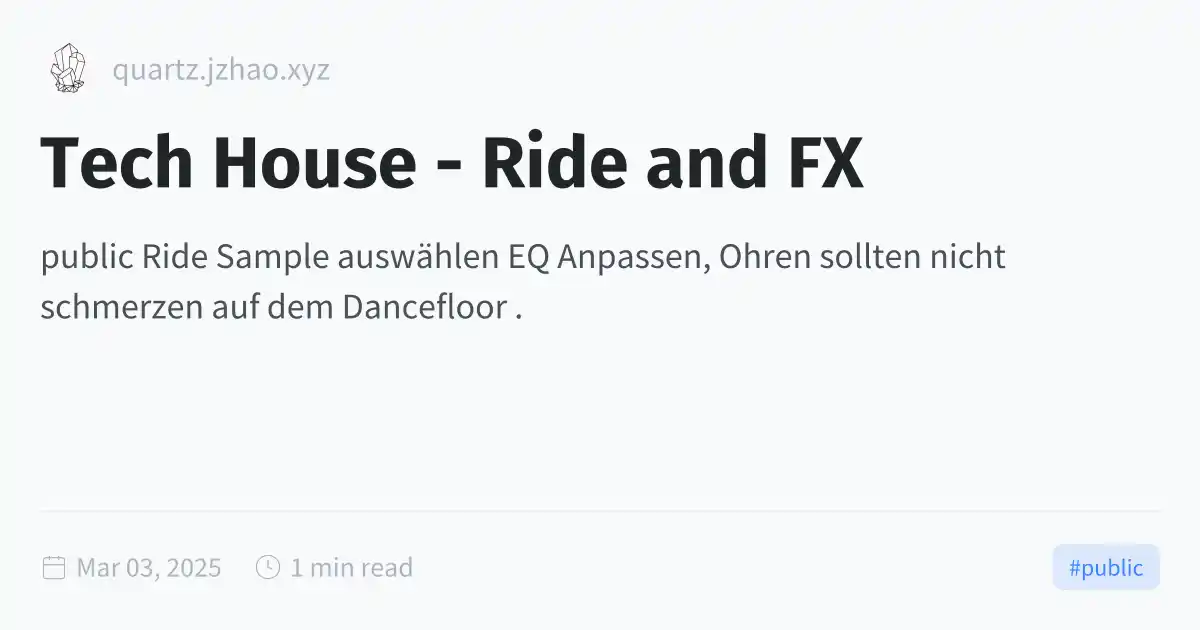 quartz.jzhao.xyz
Tech House - Ride and FX
public Ride Sample auswählen EQ Anpassen, Ohren sollten nicht
schmerzen auf dem Dancefloor .
Mar 03, 2025 1 min read #public